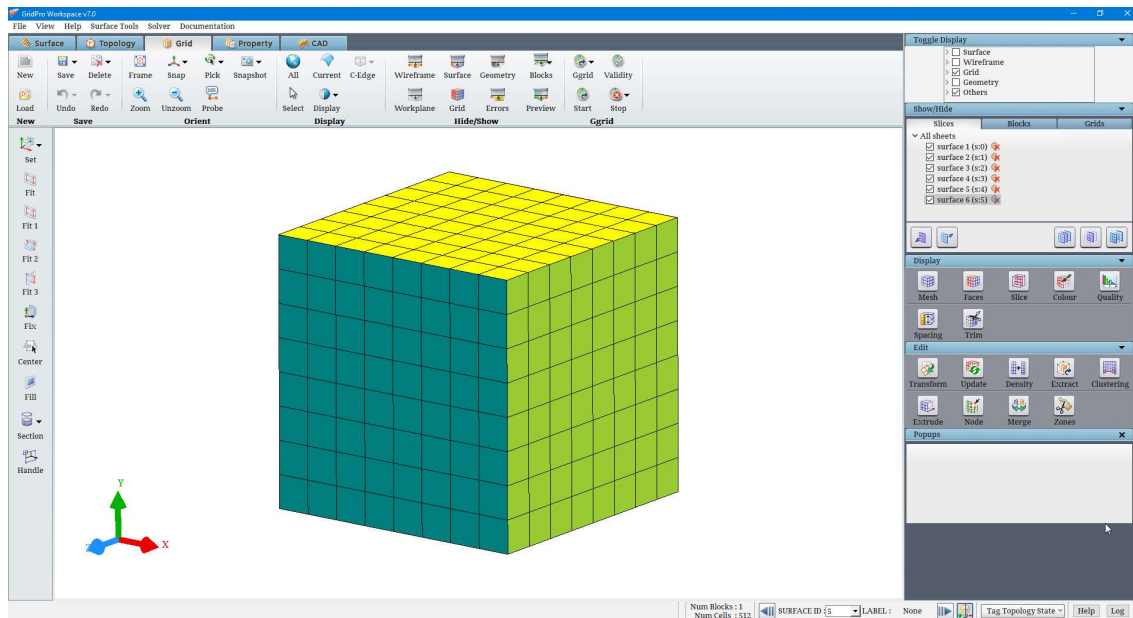 GridPro Workspace v7.0
File View Help Surface Tools Solver Documentation
Surface Topology Grid Property CAD
New Save Delete Frame Snap Pick Snapshot All Current C-Edge Wireframe Surface Geometry Blocks Ggrid Validity
Load Undo Redo Zoom Unzoom Probe Select Display Workplane Grid Errors Preview Start Stop
New Save Orient Display Hide/Show Ggrid
Set
Fit
Fit 1
Fit 2
Fit 3
Fix
Center
Fill
Section
Handle
Y
Z
X
Toggle Display
Surface
Wireframe
Grid
Geometry
Others
Show/Hide
Slices Blocks Grids
All sheets
surface 1 (s:0)
surface 2 (s:1)
surface 3 (s:2)
surface 4 (s:3)
surface 5 (s:4)
surface 6 (s:5)
Display
Mesh Faces Slice Colour Quality
Spacing Trim
Edit
Transform Update Density Extract Clustering
Extrude Node Merge Zones
Popups
Num Blocks : 1
Num Cells : 512
SURFACE ID : 5 LABEL : None Tag Topology State Help Log